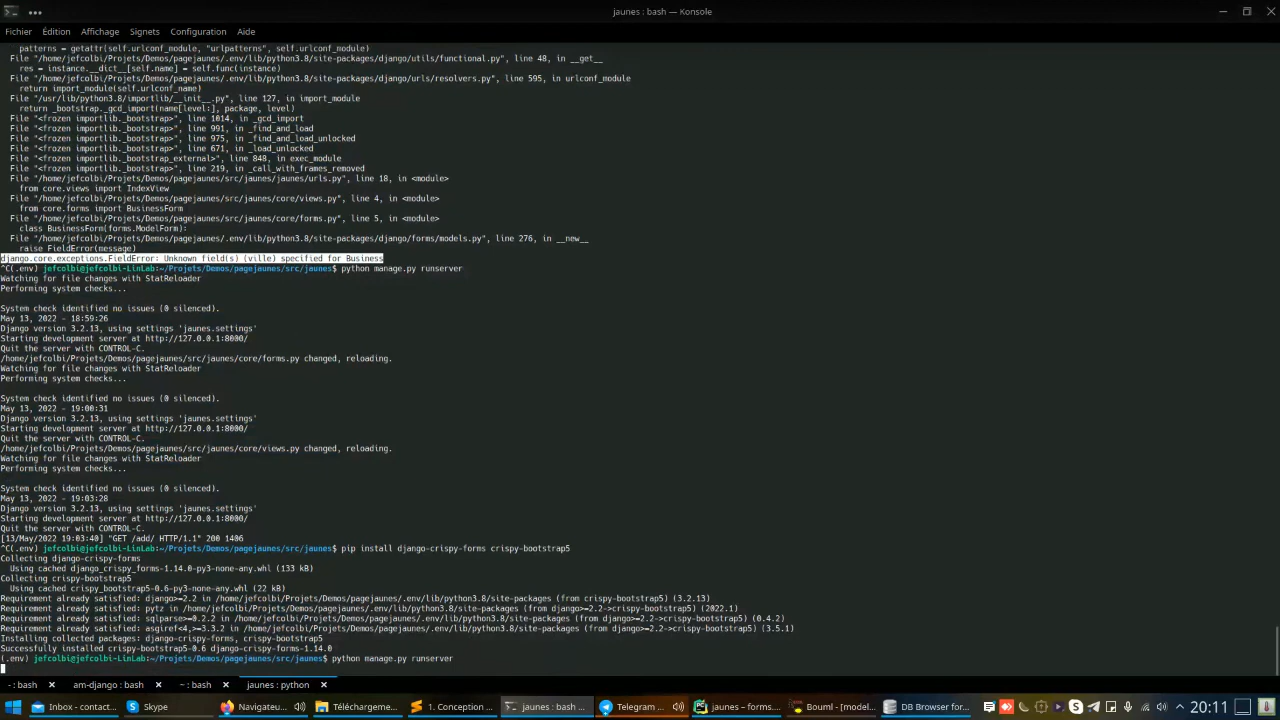 jaunes : bash — Konsole
Fichier Édition Affichage Signets Configuration Aide
patterns = getattr(self.urlconf_module, "urlpatterns", self.urlconf_module)
File "/home/jefcolbi/Projets/Demos/pagejaunes/.env/lib/python3.8/site-packages/django/utils/functional.py", line 48, in __get__
res = instance.__dict__[self.name] = self.func(instance)
File "/home/jefcolbi/Projets/Demos/pagejaunes/.env/lib/python3.8/site-packages/django/urls/resolvers.py", line 595, in urlconf_module
return import_module(self.urlconf_name)
File "/usr/lib/python3.8/importlib/__init__.py", line 127, in import_module
return _bootstrap._gcd_import(name[level:], package, level)
File "<frozen importlib._bootstrap>", line 1014, in _gcd_import
File "<frozen importlib._bootstrap>", line 991, in _find_and_load
File "<frozen importlib._bootstrap>", line 975, in _find_and_load_unlocked
File "<frozen importlib._bootstrap>", line 671, in _load_unlocked
File "<frozen importlib._bootstrap_external>", line 848, in exec_module
File "<frozen importlib._bootstrap>", line 219, in _call_with_frames_removed
File "/home/jefcolbi/Projets/Demos/pagejaunes/src/jaunes/jaunes/urls.py", line 18, in <module>
from core.views import IndexView
File "/home/jefcolbi/Projets/Demos/pagejaunes/src/jaunes/core/views.py", line 4, in <module>
from core.forms import BusinessForm
File "/home/jefcolbi/Projets/Demos/pagejaunes/src/jaunes/core/forms.py", line 5, in <module>
class BusinessForm(forms.ModelForm):
File "/home/jefcolbi/Projets/Demos/pagejaunes/.env/lib/python3.8/site-packages/django/forms/models.py", line 276, in __new__
raise FieldError(message)
django.core.exceptions.FieldError: Unknown field(s) (ville) specified for Business
^C(.env) jefcolbi@jefcolbi-LinLab:~/Projets/Demos/pagejaunes/src/jaunes$ python manage.py runserver
Watching for file changes with StatReloader
Performing system checks...
System check identified no issues (0 silenced).
May 13, 2022 - 18:59:26
Django version 3.2.13, using settings 'jaunes.settings'
Starting development server at http://127.0.0.1:8000/
Quit the server with CONTROL-C.
/home/jefcolbi/Projets/Demos/pagejaunes/src/jaunes/core/forms.py changed, reloading.
Watching for file changes with StatReloader
Performing system checks...
System check identified no issues (0 silenced).
May 13, 2022 - 19:00:31
Django version 3.2.13, using settings 'jaunes.settings'
Starting development server at http://127.0.0.1:8000/
Quit the server with CONTROL-C.
/home/jefcolbi/Projets/Demos/pagejaunes/src/jaunes/core/views.py changed, reloading.
Watching for file changes with StatReloader
Performing system checks...
System check identified no issues (0 silenced).
May 13, 2022 - 19:03:28
Django version 3.2.13, using settings 'jaunes.settings'
Starting development server at http://127.0.0.1:8000/
Quit the server with CONTROL-C.
[13/May/2022 19:03:40] "GET /add/ HTTP/1.1" 200 1406
^C(.env) jefcolbi@jefcolbi-LinLab:~/Projets/Demos/pagejaunes/src/jaunes$ pip install django-crispy-forms crispy-bootstrap5
Collecting django-crispy-forms
Using cached django_crispy_forms-1.14.0-py3-none-any.whl (133 kB)
Collecting crispy-bootstrap5
Using cached crispy_bootstrap5-0.6-py3-none-any.whl (22 kB)
Requirement already satisfied: django>=2.2 in /home/jefcolbi/Projets/Demos/pagejaunes/.env/lib/python3.8/site-packages (from crispy-bootstrap5) (3.2.13)
Requirement already satisfied: pytz in /home/jefcolbi/Projets/Demos/pagejaunes/.env/lib/python3.8/site-packages (from django>=2.2->crispy-bootstrap5) (2022.1)
Requirement already satisfied: sqlparse>=0.2.2 in /home/jefcolbi/Projets/Demos/pagejaunes/.env/lib/python3.8/site-packages (from django>=2.2->crispy-bootstrap5) (0.4.2)
Requirement already satisfied: asgiref<4,>=3.3.2 in /home/jefcolbi/Projets/Demos/pagejaunes/.env/lib/python3.8/site-packages (from django>=2.2->crispy-bootstrap5) (3.5.1)
Installing collected packages: django-crispy-forms, crispy-bootstrap5
Successfully installed crispy-bootstrap5-0.6 django-crispy-forms-1.14.0
(.env) jefcolbi@jefcolbi-LinLab:~/Projets/Demos/pagejaunes/src/jaunes$ python manage.py runserver
- : bash am-django : bash ~ : bash jaunes : python
Inbox - contact... Skype Navigateu... Téléchargeme... 1. Conception ... jaunes : bash ... Telegram ... jaunes – forms.... Bouml - [model... DB Browser for... 20:11